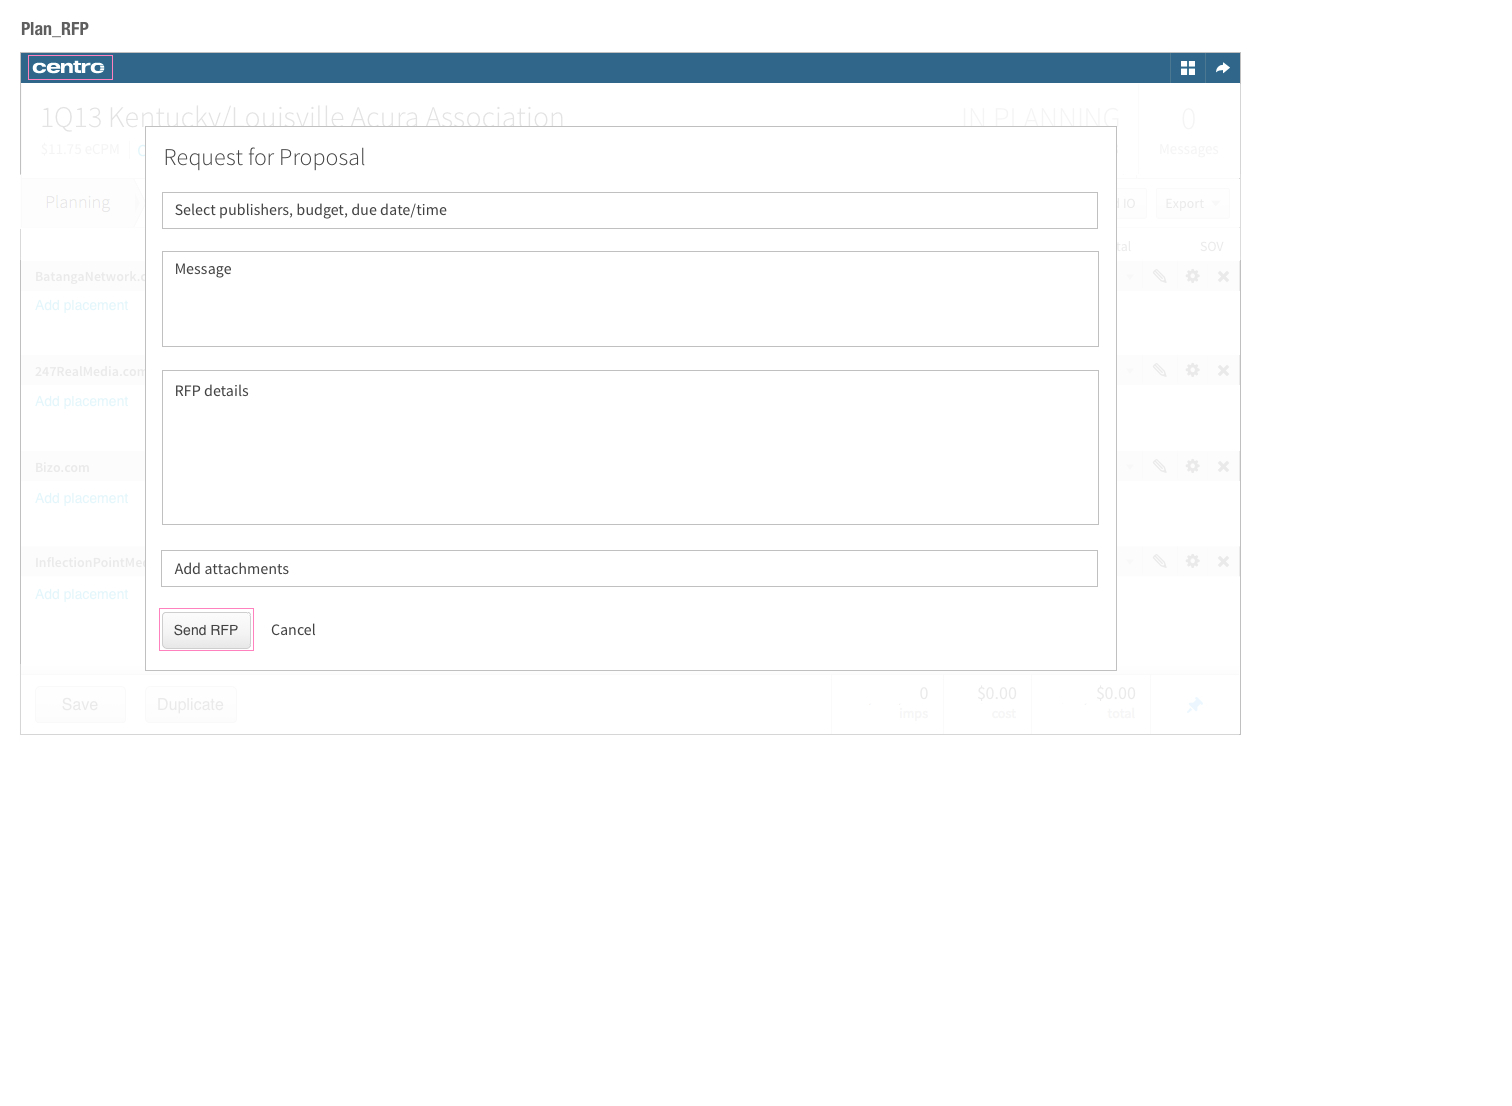 Plan_RFP
centro
1Q13 Kentucky/Louisville Acura Association
IN PLANNING
0
$11.75 eCPM
Messages
Request for Proposal
Planning
Select publishers, budget, due date/time
IO
Export
SOV
Message
BatangaNetwork.c
Add placement
247RealMedia.com
RFP details
Add placement
Bizo.com
Add placement
InflectionPointMe
Add attachments
Add placement
Send RFP
Cancel
Save
Duplicate
0
imps
$0.00
cost
$0.00
total